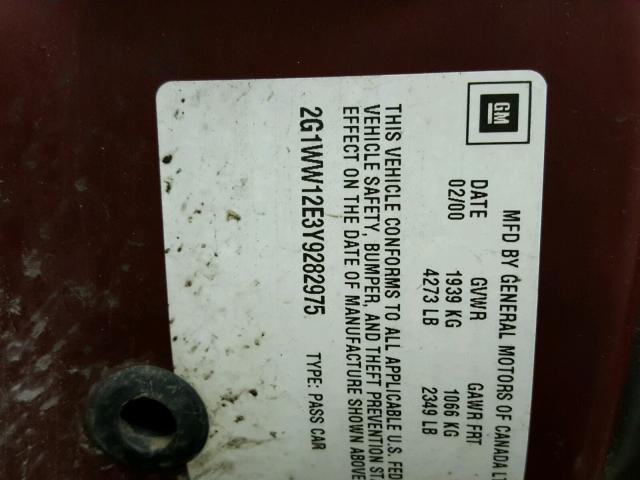 GM
MFD BY GENERAL MOTORS OF CANADA
DATE GVWR GAWR FRT
02/00 1939 KG 1066 KG
4273 LB 2349 LB
THIS VEHICLE CONFORMS TO ALL APPLICABLE U.S. FED
VEHICLE SAFETY, BUMPER, AND THEFT PREVENTION
EFFECT ON THE DATE OF MANUFACTURE SHOWN ABOVE
2G1WW12E3Y9282975 TYPE: PASS CAR